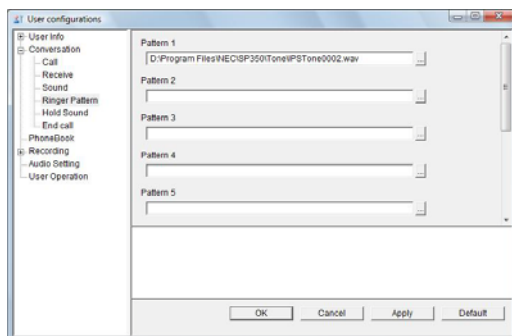 User configurations
User Info
Conversation
Call
Receive
Sound
Ringer Pattern
Hold Sound
End call
PhoneBook
Recording
Audio Setting
User Operation
Pattern 1
D:\Program Files\NEC\SP350\Tone\IPSTone0002.wav
...
Pattern 2
...
Pattern 3
...
Pattern 4
...
Pattern 5
...
OK Cancel Apply Default